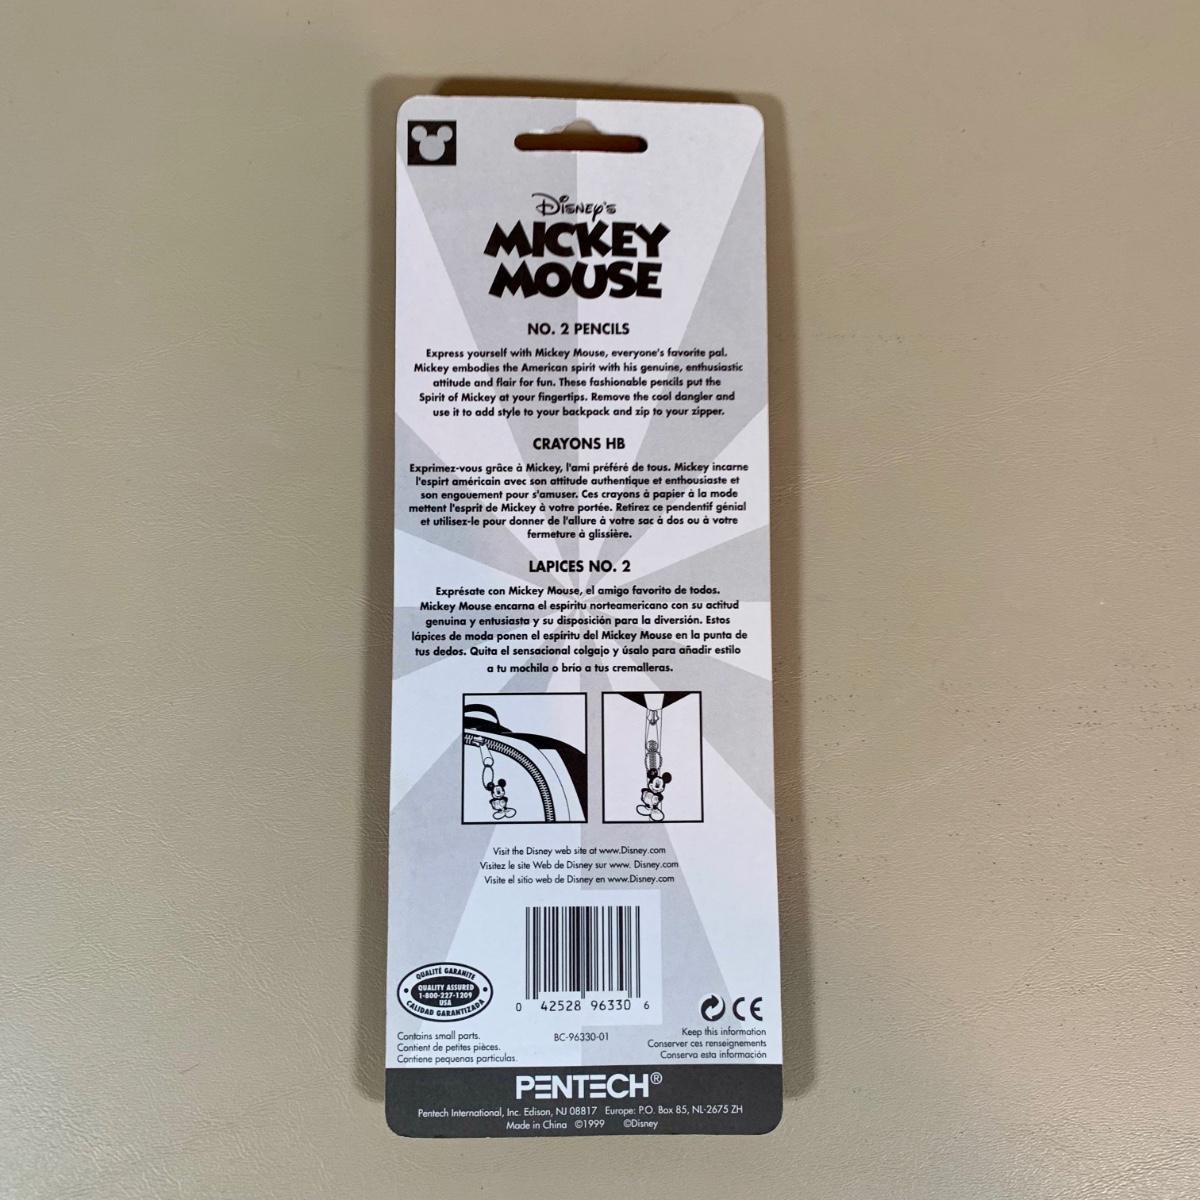 Disney's
MICKEY
MOUSE
NO. 2 PENCILS
Express yourself with Mickey Mouse, everyone's favorite pal.
Mickey embodies the American spirit with his genuine, enthusiastic
attitude and flair for fun. These fashionable pencils put the
Spirit of Mickey at your fingertips. Remove the cool dangler and
use it to add style to your backpack and zip to your zipper.
CRAYONS HB
Exprimez-vous grâce à Mickey, l'ami préféré de tous. Mickey incarne
l'espirt américain avec son attitude authentique et enthousiaste et
son engouement pour s'amuser. Ces crayons à papier à la mode
mettent l'esprit de Mickey à votre portée. Retirez ce pendentif génial
et utilisez-le pour donner de l'allure à votre sac à dos ou à votre
fermeture à glissière.
LAPICES NO. 2
Exprésate con Mickey Mouse, el amigo favorito de todos.
Mickey Mouse encarna el espíritu norteamericano con su actitud
genuina y entusiasta y su disposición para la diversión. Estos
lápices de moda ponen el espíritu del Mickey Mouse en la punta de
tus dedos. Quita el sensacional colgajo y úsalo para añadir estilo
a tu mochila o brío a tus cremalleras.
Visit the Disney web site at www.Disney.com
Visitez le site Web de Disney sur www. Disney.com
Visite el sitio web de Disney en www.Disney.com
QUALITÉ GARANITE
QUALITY ASSURED
1-800-227-1209
USA
CALIDAD GARANTIZADA
0 42528 96330 6
CE
Contains small parts.
Contient de petites pièces.
Contiene pequenas particulas.
BC-96330-01
Keep this information
Conserver ces renseignements
Conserva esta información
PENTECH®
Pentech International, Inc. Edison, NJ 08817 Europe: P.O. Box 85, NL-2675 ZH
Made in China ©1999 ©Disney